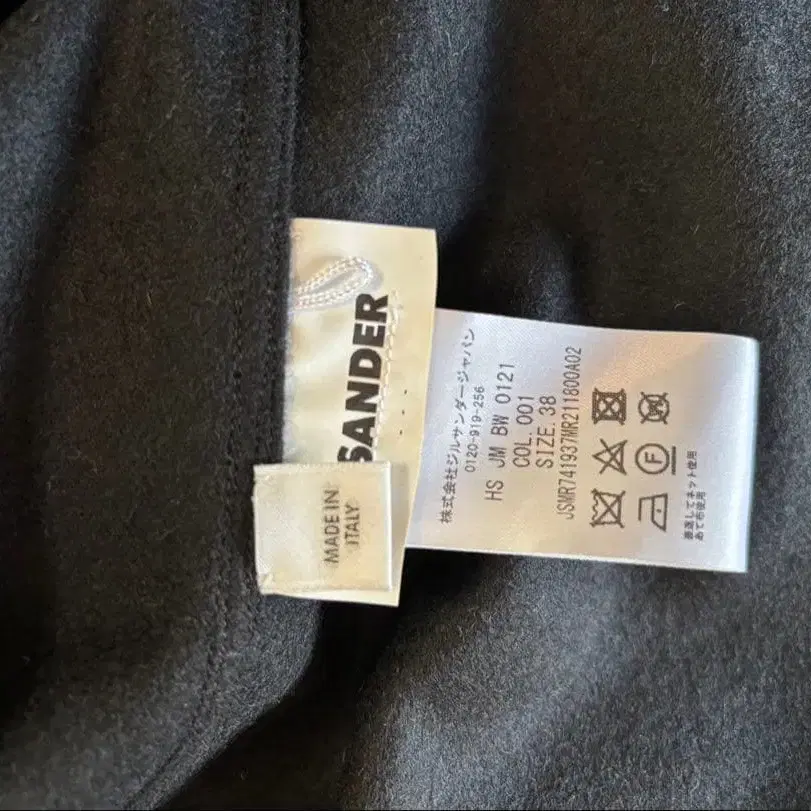 SANDER
MADE IN
ITALY
株式会社ジルサンダージャパン
0120-919-256
HS JM BW 0121
COL.001
SIZE.38
JSMR741937MR211800A02
F
W
裏返してネット使用
あて布使用